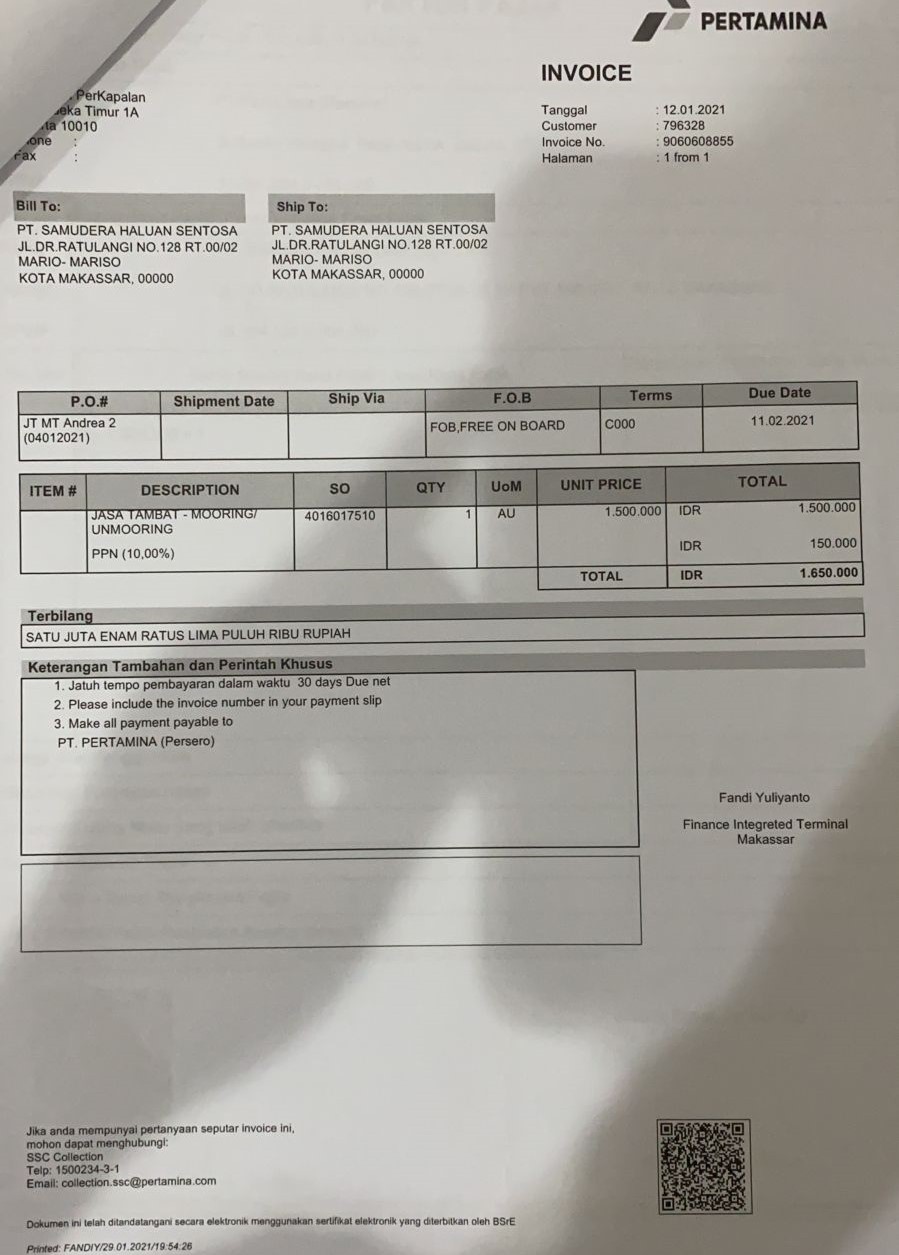 PERTAMINA
INVOICE
PerKapalan
Timur 1A
10010
:
:
Tanggal : 12.01.2021
Customer : 796328
Invoice No. : 9060608855
Halaman : 1 from 1
Bill To:
PT. SAMUDERA HALUAN SENTOSA
JL.DR.RATULANGI NO.128 RT.00/02
MARIO- MARISO
KOTA MAKASSAR, 00000
Ship To:
PT. SAMUDERA HALUAN SENTOSA
JL.DR.RATULANGI NO.128 RT.00/02
MARIO- MARISO
KOTA MAKASSAR, 00000
P.O.# Shipment Date Ship Via F.O.B Terms Due Date
JT MT Andrea 2 FOB,FREE ON BOARD C000 11.02.2021
(04012021)
ITEM # DESCRIPTION SO QTY UoM UNIT PRICE TOTAL
JASA TAMBAT - MOORING/ 4016017510 1 AU 1.500.000 IDR 1.500.000
UNMOORING
PPN (10,00%) IDR 150.000
TOTAL IDR 1.650.000
Terbilang
SATU JUTA ENAM RATUS LIMA PULUH RIBU RUPIAH
Keterangan Tambahan dan Perintah Khusus
1. Jatuh tempo pembayaran dalam waktu 30 days Due net
2. Please include the invoice number in your payment slip
3. Make all payment payable to
PT. PERTAMINA (Persero)
Fandi Yuliyanto
Finance Integreted Terminal
Makassar
Jika anda mempunyai pertanyaan seputar invoice ini,
mohon dapat menghubungi:
SSC Collection
Telp: 1500234-3-1
Email: collection.ssc@pertamina.com
Dokumen ini telah ditandatangani secara elektronik menggunakan sertifikat elektronik yang diterbitkan oleh BSrE
Printed: FANDIY/29.01.2021/19:54:26